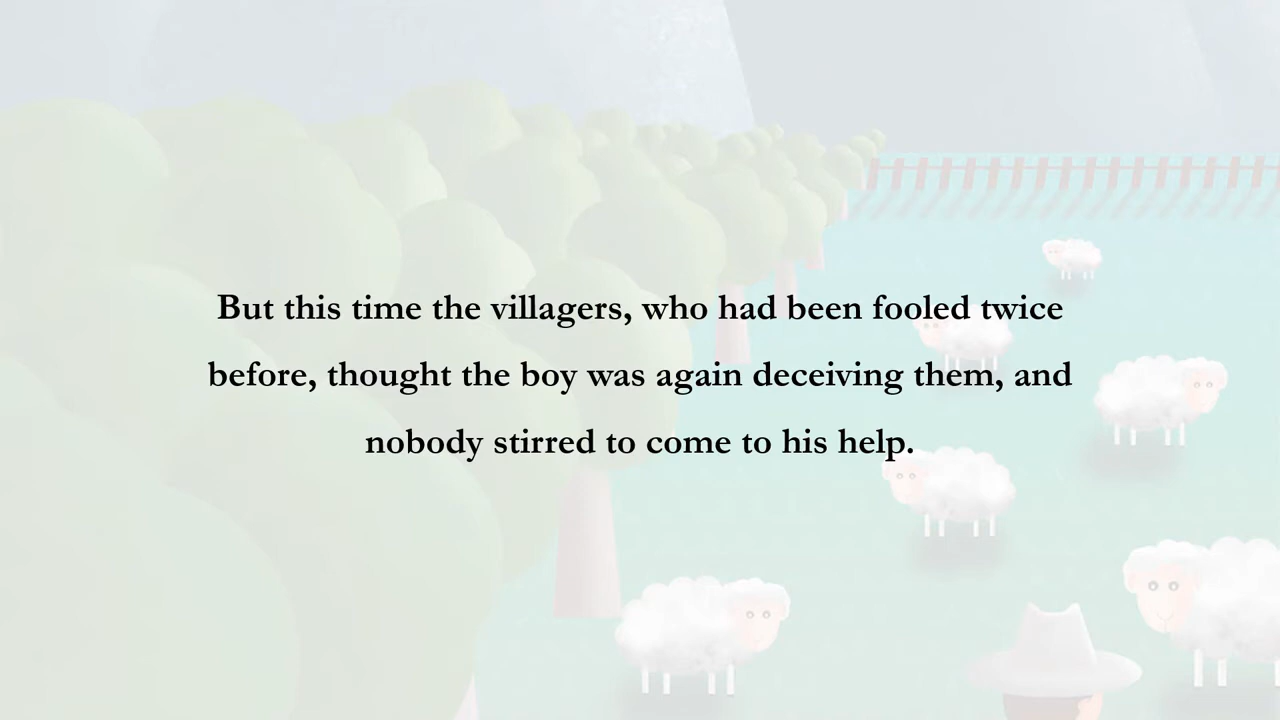 But this time the villagers, who had been fooled twice
before, thought the boy was again deceiving them, and
nobody stirred to come to his help.